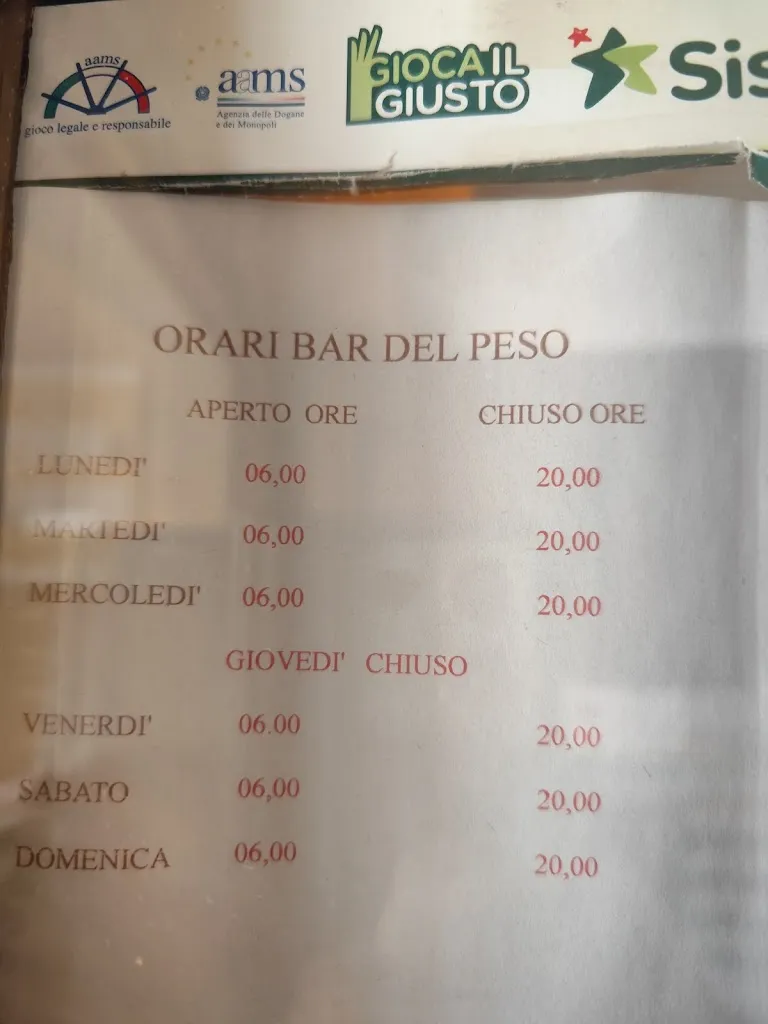 aams
gioco legale e responsabile
aams
Agenzia delle Dogane
e dei Monopoli
GIOCA IL
GIUSTO
Sis
ORARI BAR DEL PESO
APERTO ORE CHIUSO ORE
LUNEDI' 06,00 20,00
MARTEDI' 06,00 20,00
MERCOLEDI' 06,00 20,00
GIOVEDI' CHIUSO
VENERDI' 06.00 20,00
SABATO 06,00 20,00
DOMENICA 06,00 20,00